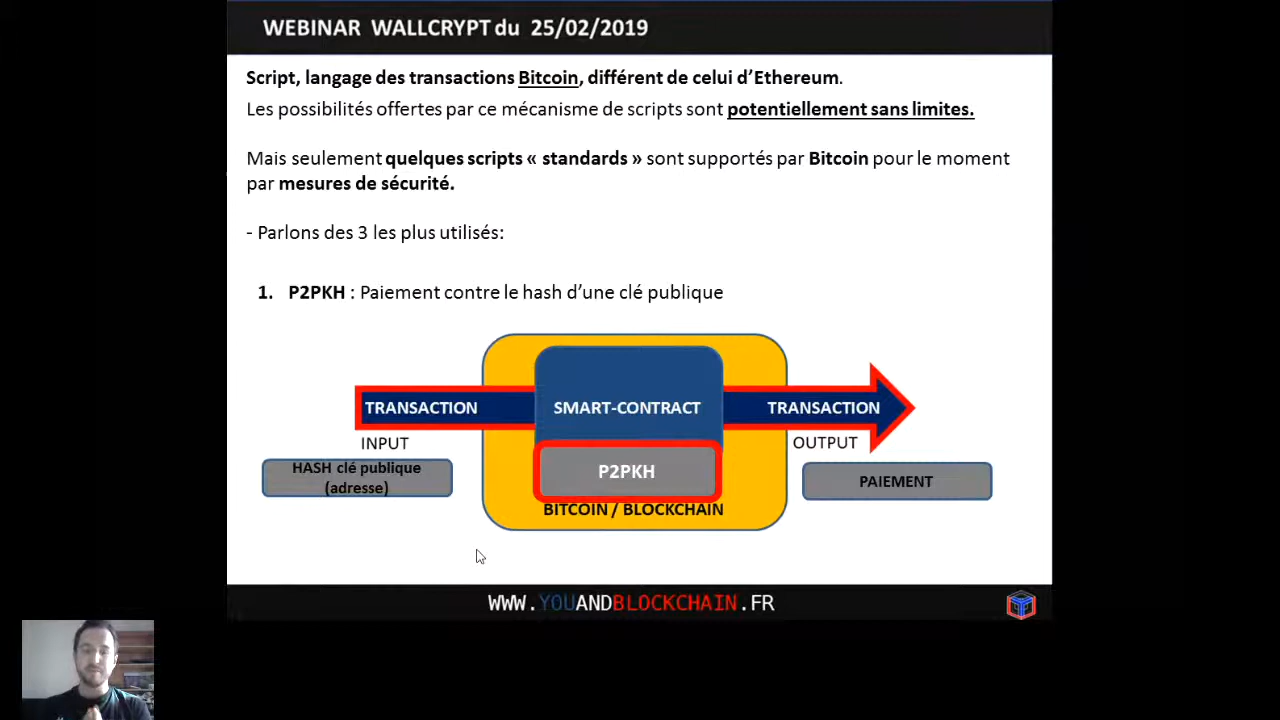 WEBINAR WALLCRYPT du 25/02/2019
Script, langage des transactions Bitcoin, différent de celui d’Ethereum.
Les possibilités offertes par ce mécanisme de scripts sont potentiellement sans limites.
Mais seulement quelques scripts « standards » sont supportés par Bitcoin pour le moment
par mesures de sécurité.
- Parlons des 3 les plus utilisés:
1. P2PKH : Paiement contre le hash d’une clé publique
TRANSACTION
SMART-CONTRACT
TRANSACTION
INPUT
OUTPUT
HASH clé publique
(adresse)
P2PKH
PAIEMENT
BITCOIN / BLOCKCHAIN
WWW.YOUANDBLOCKCHAIN.FR